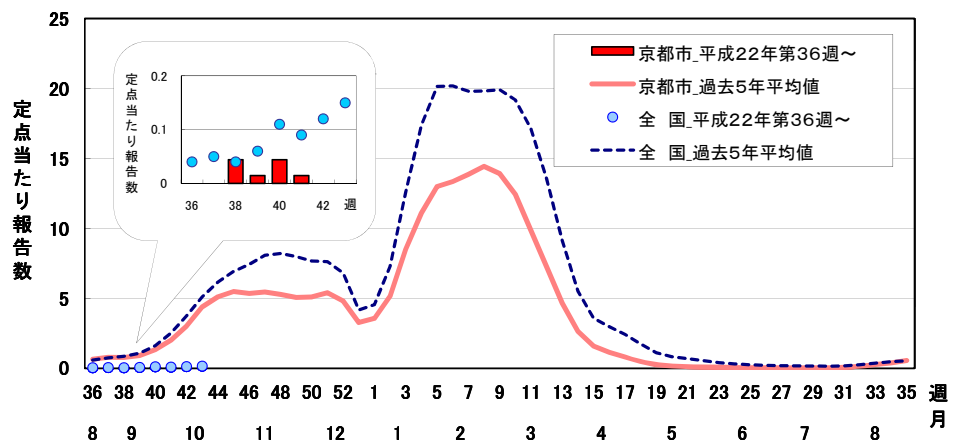 25
20
15
10
5
0
定点当たり報告数
京都市_平成22年第36週～
京都市_過去5年平均値
全　国_平成22年第36週～
全　国_過去5年平均値
定点当たり報告数
0.2
0.1
0
36 38 40 42 週
36 38 40 42 44 46 48 50 52 1 3 5 7 9 11 13 15 17 19 21 23 25 27 29 31 33 35 週
8 9 10 11 12 1 2 3 4 5 6 7 8 月